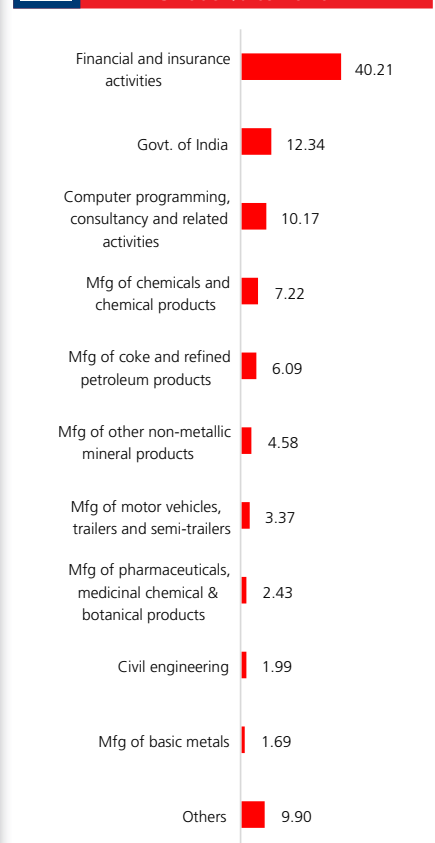 Financial and insurance
activities
40.21
Govt. of India
12.34
Computer programming,
consultancy and related
activities
10.17
Mfg of chemicals and
chemical products
7.22
Mfg of coke and refined
petroleum products
6.09
Mfg of other non-metallic
mineral products
4.58
Mfg of motor vehicles,
trailers and semi-trailers
3.37
Mfg of pharmaceuticals,
medicinal chemical &
botanical products
2.43
Civil engineering
1.99
Mfg of basic metals
1.69
Others
9.90